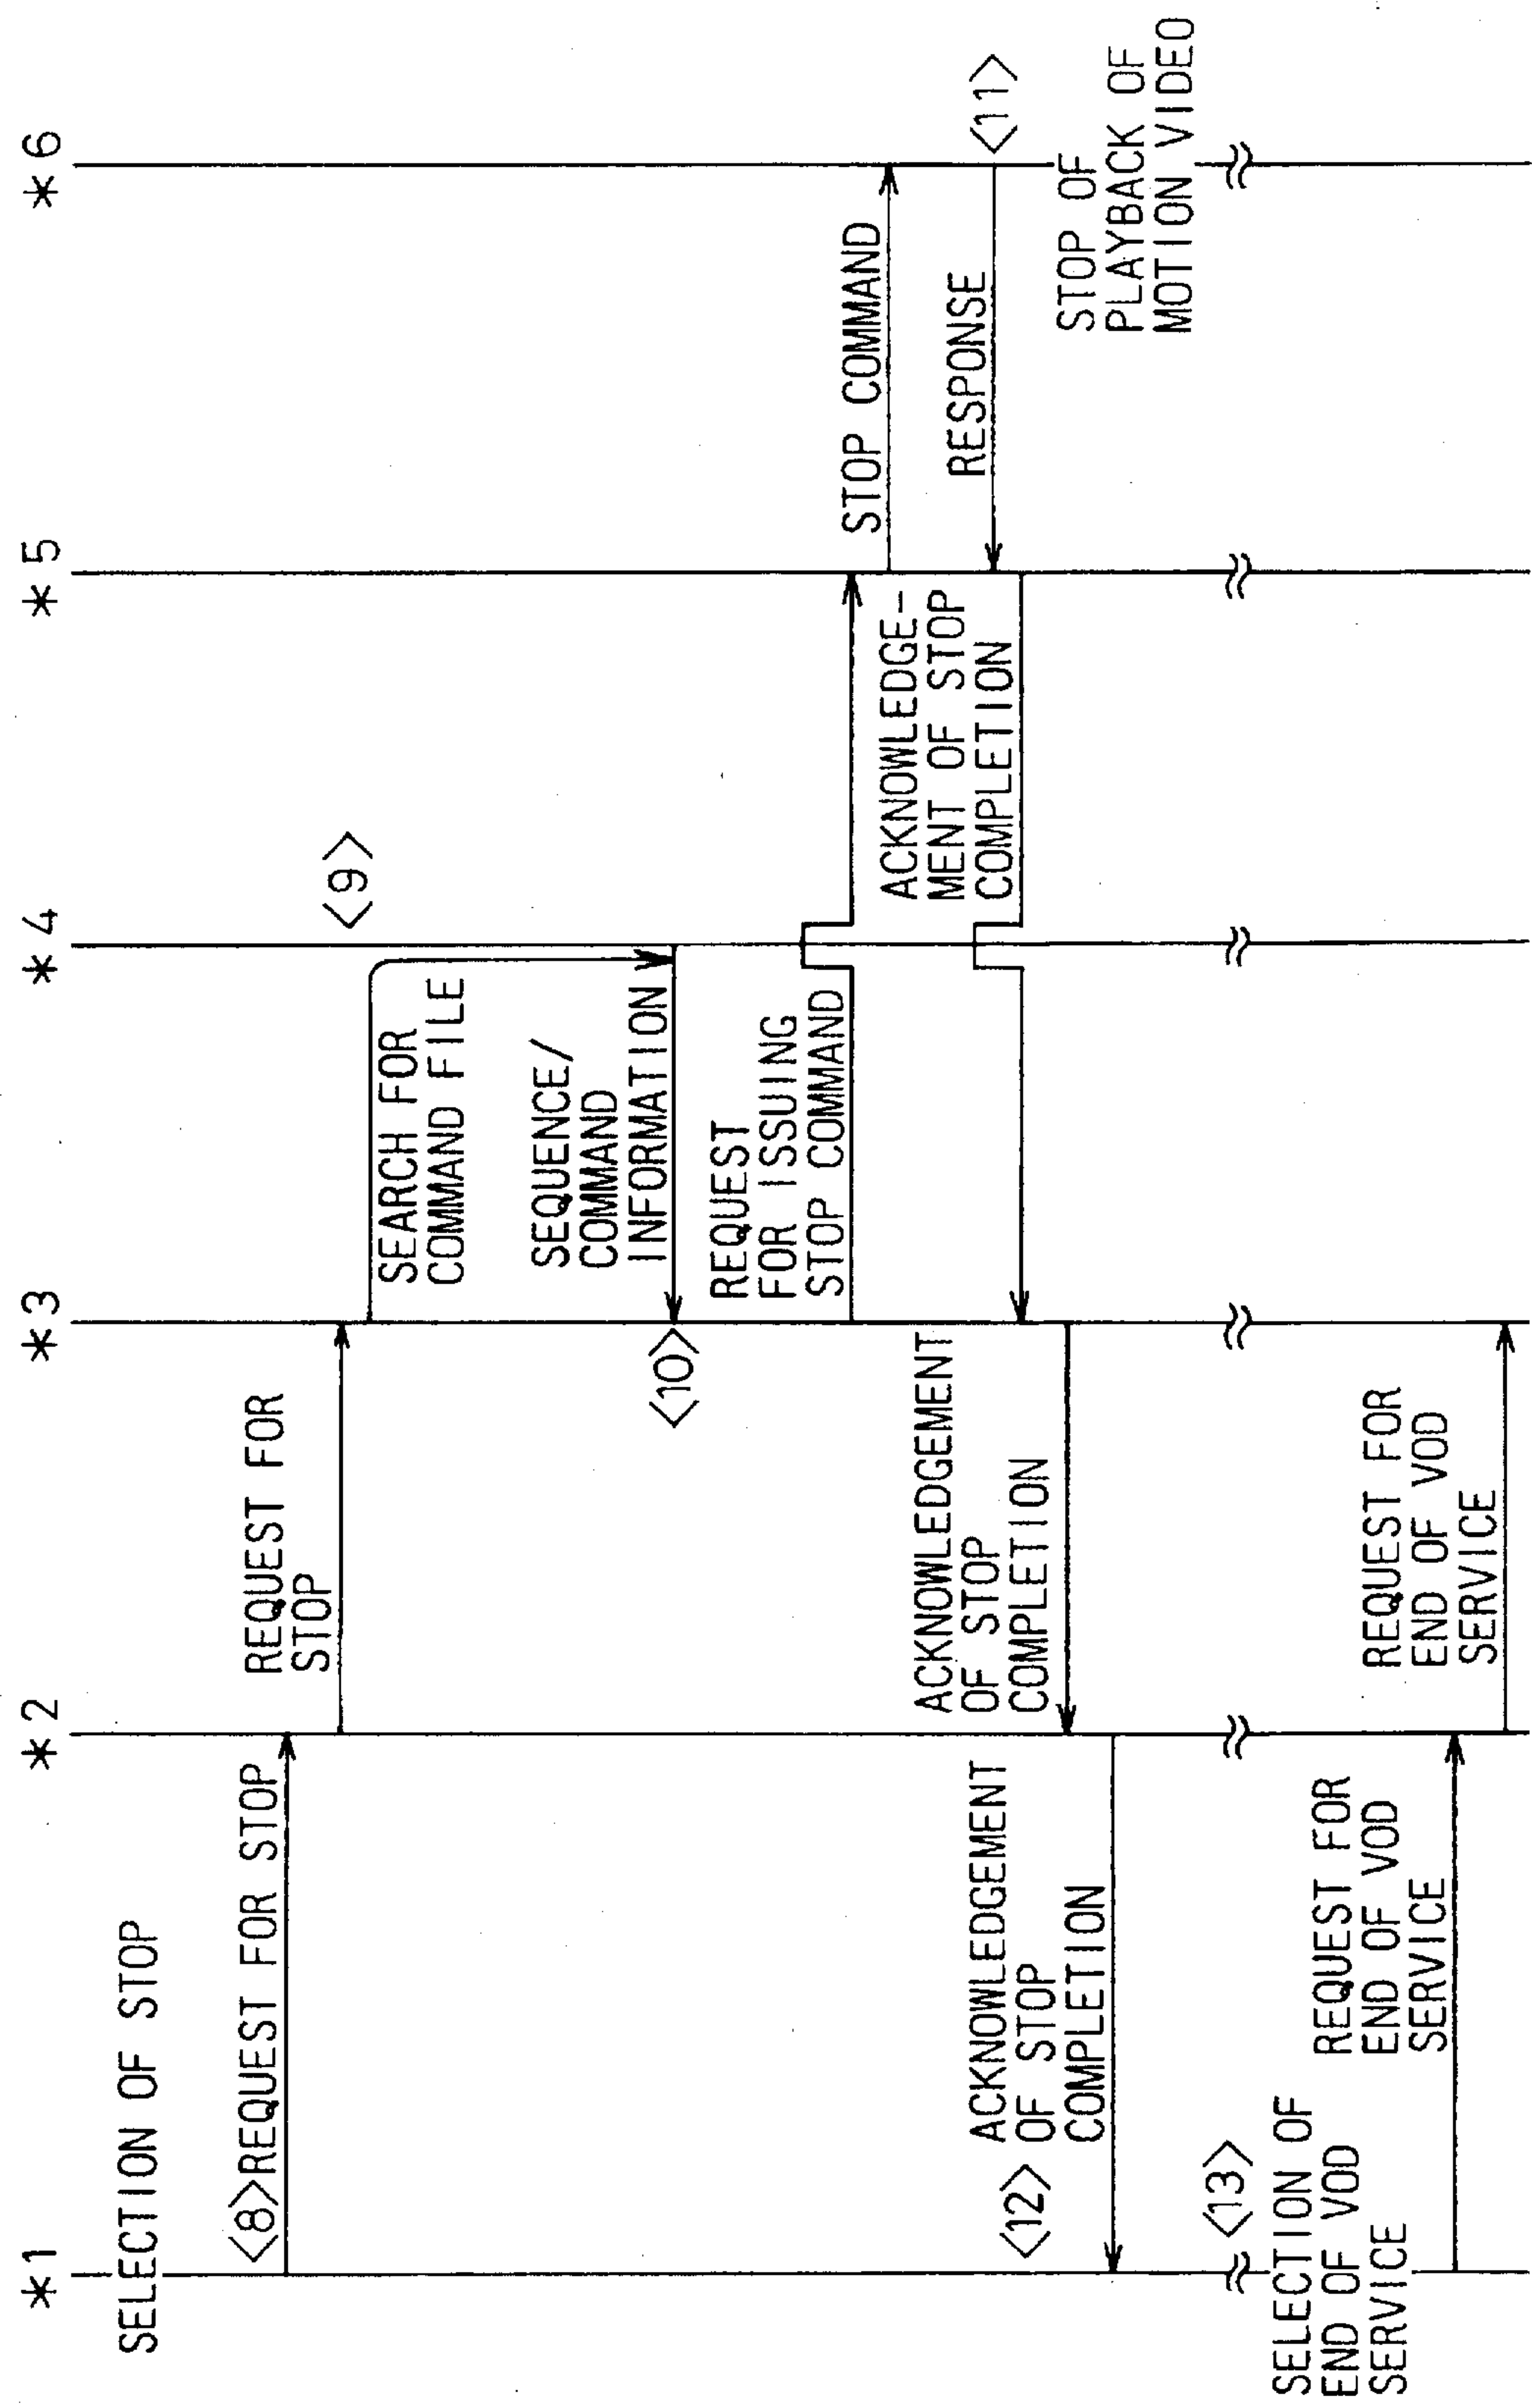 *1
*2
*3
*4
*5
*6
SELECTION OF STOP
<8>REQUEST FOR STOP
REQUEST FOR
STOP
<9>
SEARCH FOR
COMMAND FILE
SEQUENCE/
COMMAND
INFORMATION
<10>
REQUEST
FOR ISSUING
STOP COMMAND
STOP COMMAND
RESPONSE
<11>
STOP OF
PLAYBACK OF
MOTION VIDEO
ACKNOWLEDGE-
MENT OF STOP
COMPLETION
ACKNOWLEDGEMENT
OF STOP
COMPLETION
ACKNOWLEDGEMENT
<12> OF STOP
COMPLETION
<13>
SELECTION OF
END OF VOD
SERVICE
REQUEST FOR
END OF VOD
SERVICE
REQUEST FOR
END OF VOD
SERVICE